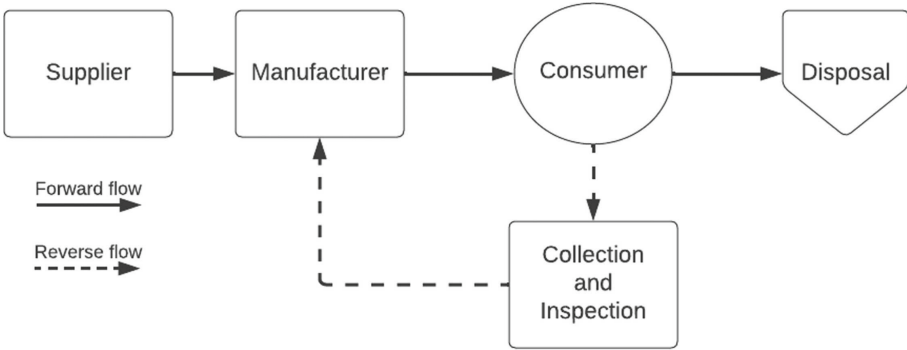 Supplier
Manufacturer
Consumer
Disposal
Forward flow
Reverse flow
Collection
and
Inspection